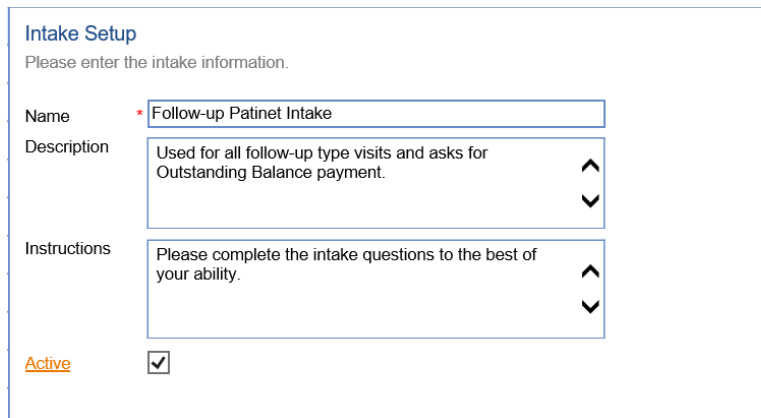 Intake Setup
Please enter the intake information.
Name * Follow-up Patinet Intake
Description Used for all follow-up type visits and asks for
Outstanding Balance payment.
Instructions Please complete the intake questions to the best of
your ability.
Active